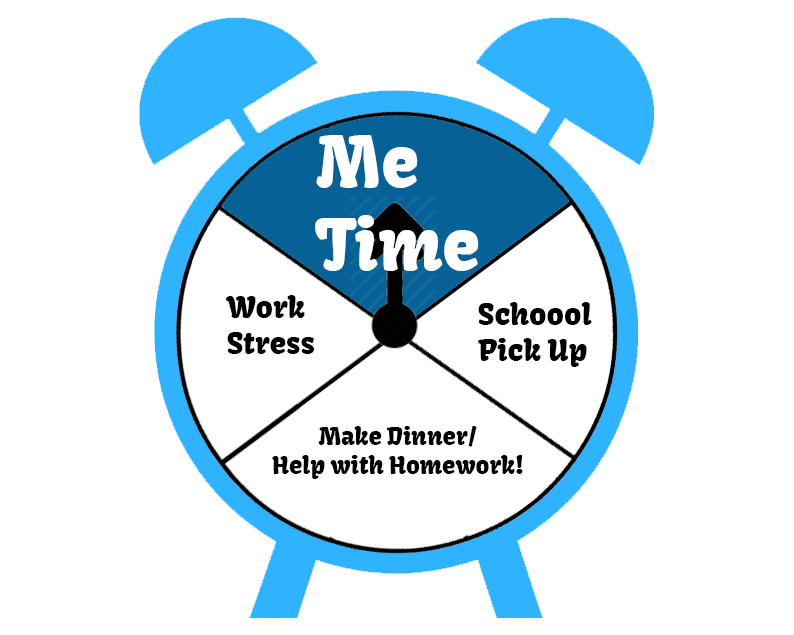 Me
Time
Work
Stress
Schoool
Pick Up
Make Dinner/
Help with Homework!